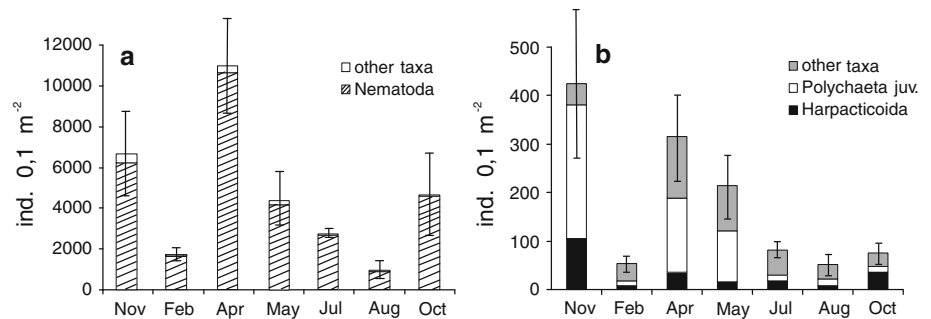 a
ind. 0,1 m⁻²
12000
10000
8000
6000
4000
2000
0
other taxa
Nematoda
Nov Feb Apr May Jul Aug Oct
b
ind. 0,1 m⁻²
500
400
300
200
100
0
other taxa
Polychaeta juv.
Harpacticoida
Nov Feb Apr May Jul Aug Oct